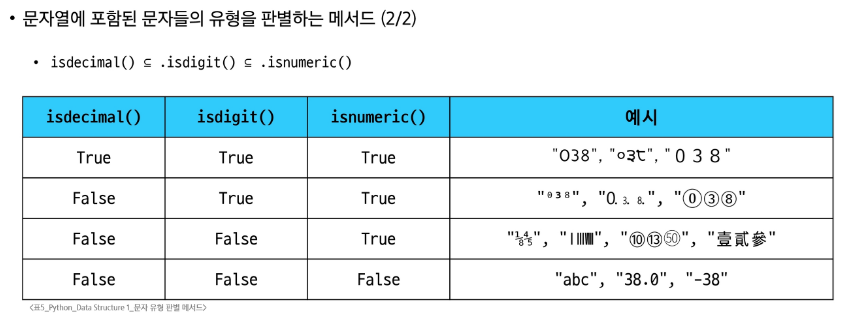 • 문자열에 포함된 문자들의 유형을 판별하는 메서드 (2/2)
• isdecimal() ⊆ .isdigit() ⊆ .isnumeric()
isdecimal() isdigit() isnumeric() 예시
True True True "038", "०३८", "０３８"
False True True "⁰³⁸", "0. ₃. ₈.", "⓪③⑧"
False False True "⅛⅘", "ⅠⅢⅧ", "⑩⑬㊿", "壹貳參"
False False False "abc", "38.0", "-38"
<표5_Python_Data Structure 1_문자 유형 판별 메서드>